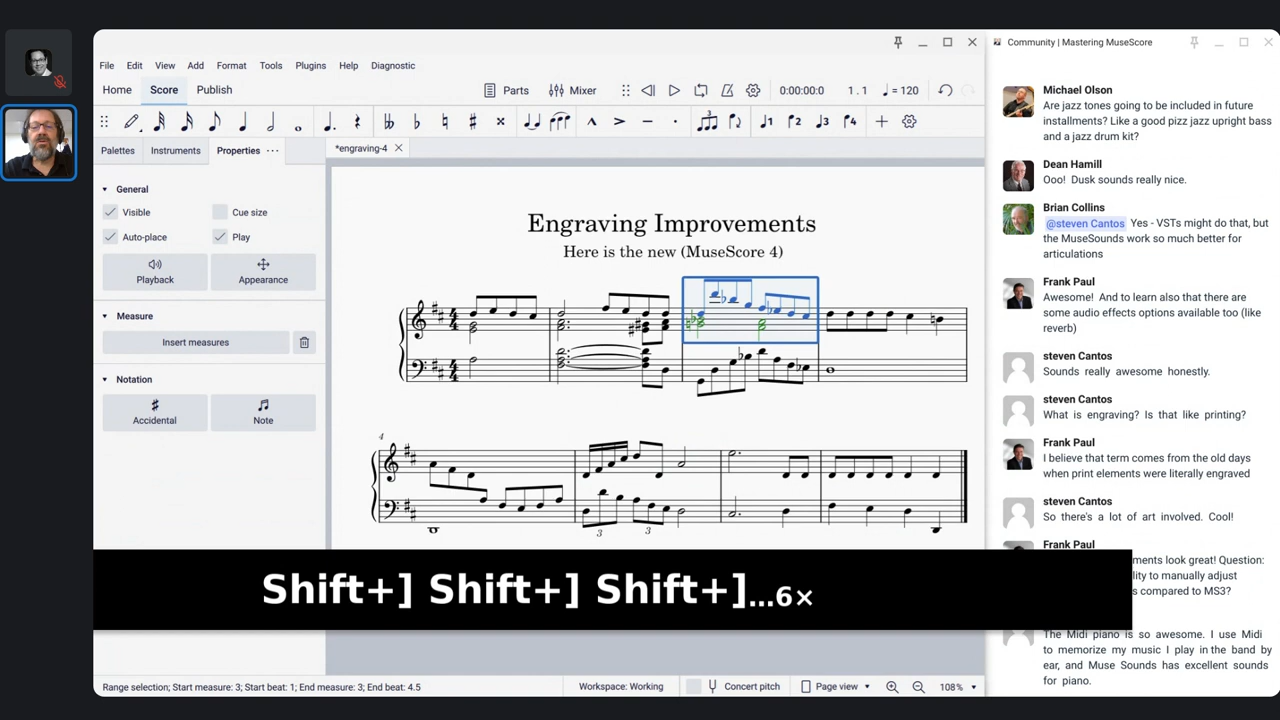 File Edit View Add Format Tools Plugins Help Diagnostic
Home Score Publish Parts Mixer 0:00:00:0 1 . 1 = 120
Palettes Instruments Properties
*engraving-4
General
Visible Cue size
Auto-place Play
Playback Appearance
Measure
Insert measures
Notation
Accidental Note
Engraving Improvements
Here is the new (MuseScore 4)
4
3 3
Shift+] Shift+] Shift+]...6×
Range selection; Start measure: 3; Start beat: 1; End measure: 3; End beat: 4.5
Workspace: Working
Concert pitch
Page view
108%
Community | Mastering MuseScore
Michael Olson
Are jazz tones going to be included in future
installments? Like a good pizz jazz upright bass
and a jazz drum kit?
Dean Hamill
Ooo! Dusk sounds really nice.
Brian Collins
@steven Cantos Yes - VSTs might do that, but
the MuseSounds work so much better for
articulations
Frank Paul
Awesome! And to learn also that there are
some audio effects options available too (like
reverb)
steven Cantos
Sounds really awesome honestly.
steven Cantos
What is engraving? Is that like printing?
Frank Paul
I believe that term comes from the old days
when print elements were literally engraved
steven Cantos
So there's a lot of art involved. Cool!
Frank Paul
ments look great! Question:
lity to manually adjust
s compared to MS3?
The Midi piano is so awesome. I use Midi
to memorize my music I play in the band by
ear, and Muse Sounds has excellent sounds
for piano.